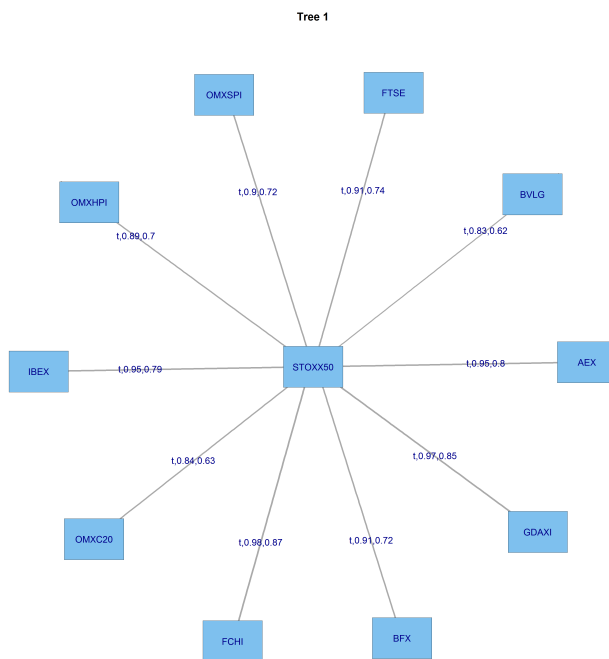 Tree 1
OMXSPI
FTSE
t,0.9,0.72
t,0.91,0.74
OMXHPI
BVLG
t,0.89,0.7
t,0.83,0.62
IBEX
t,0.95,0.79
STOXX50
t,0.95,0.8
AEX
t,0.84,0.63
t,0.97,0.85
OMXC20
GDAXI
t,0.98,0.87
t,0.91,0.72
FCHI
BFX